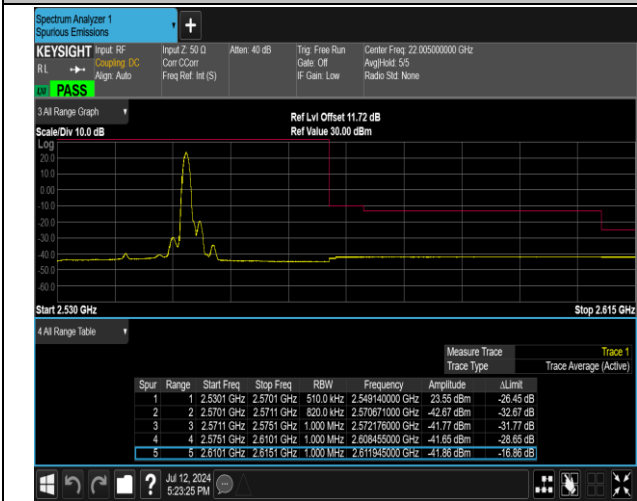 Spectrum Analyzer 1
Spurious Emissions
KEYSIGHT Input: RF Input Z: 50 Ω Atten: 40 dB Trig: Free Run Center Freq: 22.005000000 GHz
RL Coupling: DC Corr CCorr Gate: Off Avg|Hold: 5/5
Align: Auto Freq Ref: Int (S) IF Gain: Low Radio Std: None
PASS
3 All Range Graph Ref Lvl Offset 11.72 dB
Scale/Div 10.0 dB Ref Value 30.00 dBm
Log
20.0
10.0
0.00
-10.0
-20.0
-30.0
-40.0
-50.0
-60.0
Start 2.530 GHz Stop 2.615 GHz
4 All Range Table
Measure Trace Trace 1
Trace Type Trace Average (Active)
Spur Range Start Freq Stop Freq RBW Frequency Amplitude ΔLimit
1 1 2.5301 GHz 2.5701 GHz 510.0 kHz 2.549140000 GHz 23.55 dBm -26.45 dB
2 2 2.5701 GHz 2.5711 GHz 820.0 kHz 2.570671000 GHz -42.67 dBm -32.67 dB
3 3 2.5711 GHz 2.5751 GHz 1.000 MHz 2.572176000 GHz -41.77 dBm -31.77 dB
4 4 2.5751 GHz 2.6101 GHz 1.000 MHz 2.608455000 GHz -41.65 dBm -28.65 dB
5 5 2.6101 GHz 2.6151 GHz 1.000 MHz 2.611945000 GHz -41.86 dBm -16.86 dB
? Jul 12, 2024
5:23:25 PM